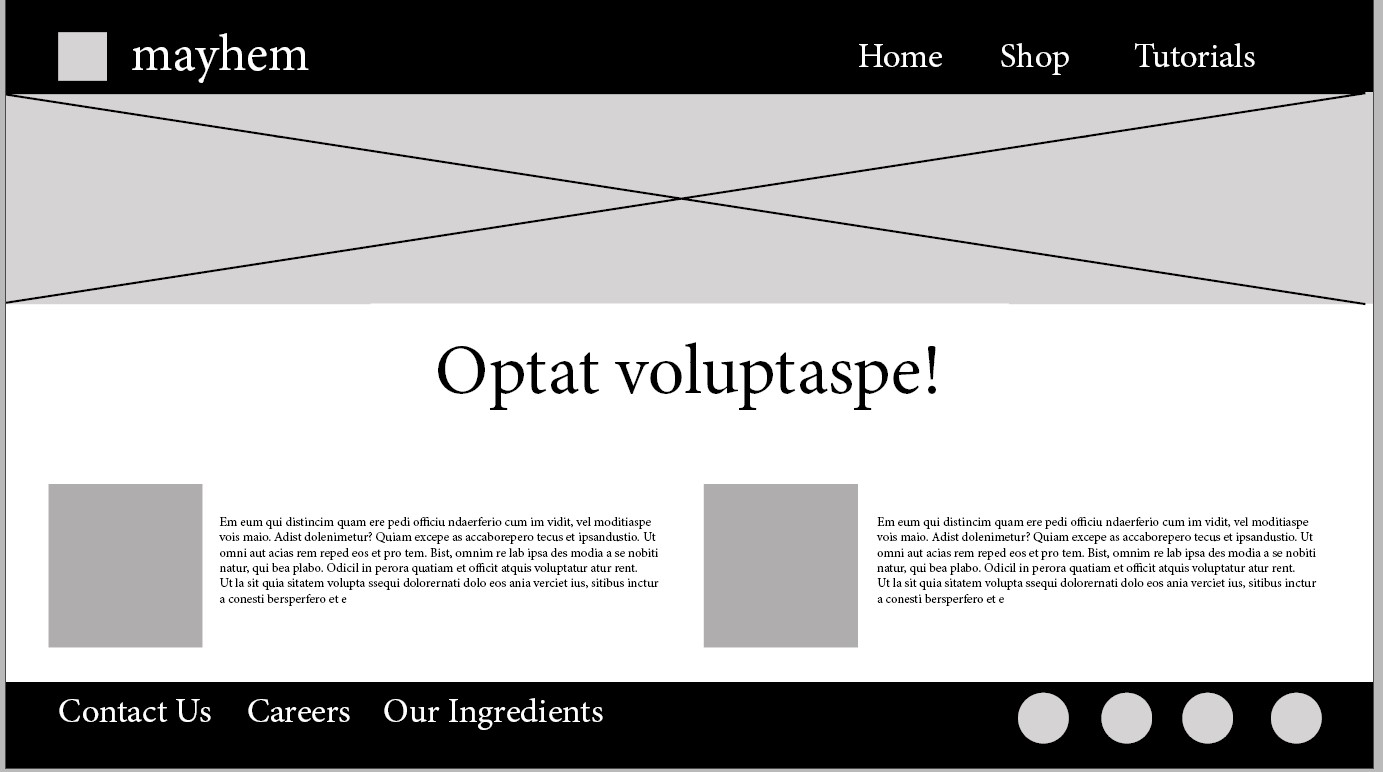 mayhem
Home Shop Tutorials
Optat voluptaspe!
Em eum qui distincim quam ere pedi officiu ndaerferio cum im vidit, vel moditiaspe
vois maio. Adist dolenimetur? Quiam excepe as accaborepero tecus et ipsandustio. Ut
omni aut acias rem reped eos et pro tem. Bist, omnim re lab ipsa des modia a se nobiti
natur, qui bea plabo. Odicil in perora quatiam et officit atquis voluptatur atur rent.
Ut la sit quia sitatem volupta ssequi dolorernati dolo eos ania verciet ius, sitibus inctur
a conesti bersperfero et e
Em eum qui distincim quam ere pedi officiu ndaerferio cum im vidit, vel moditiaspe
vois maio. Adist dolenimetur? Quiam excepe as accaborepero tecus et ipsandustio. Ut
omni aut acias rem reped eos et pro tem. Bist, omnim re lab ipsa des modia a se nobiti
natur, qui bea plabo. Odicil in perora quatiam et officit atquis voluptatur atur rent.
Ut la sit quia sitatem volupta ssequi dolorernati dolo eos ania verciet ius, sitibus inctur
a conesti bersperfero et e
Contact Us Careers Our Ingredients